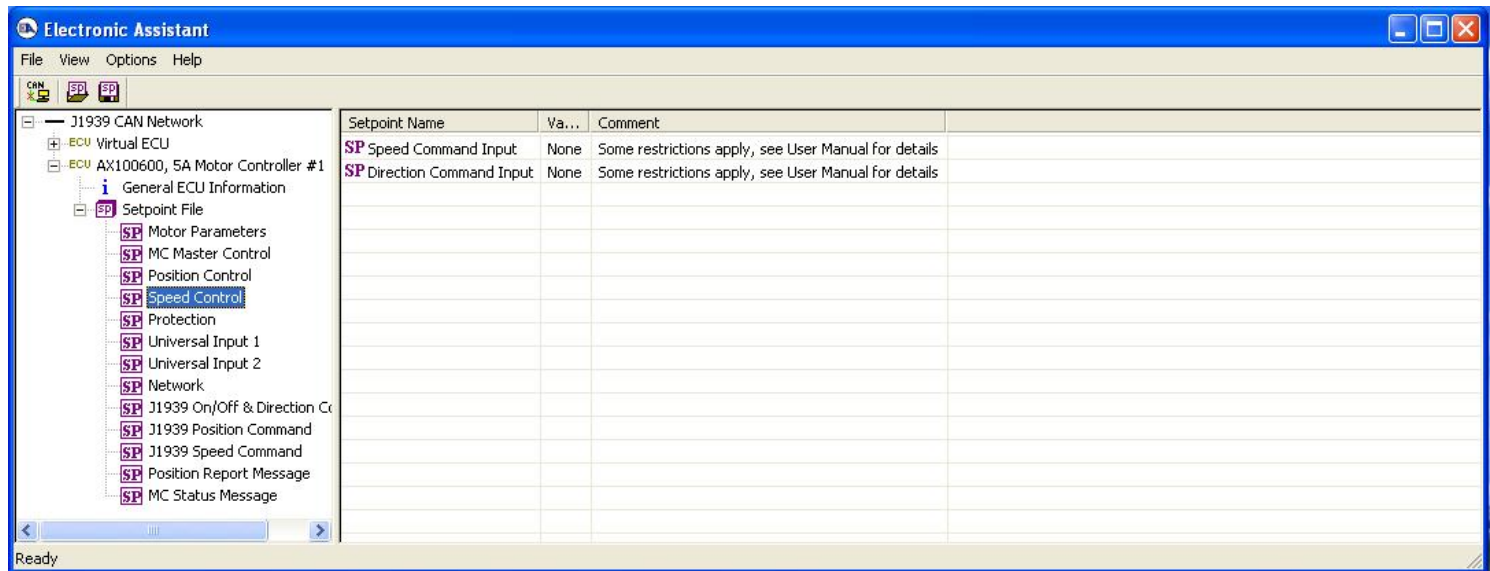 Electronic Assistant
File View Options Help
CAN SP SP
J1939 CAN Network
ECU Virtual ECU
ECU AX100600, 5A Motor Controller #1
i General ECU Information
SP Setpoint File
SP Motor Parameters
SP MC Master Control
SP Position Control
SP Speed Control
SP Protection
SP Universal Input 1
SP Universal Input 2
SP Network
SP J1939 On/Off & Direction Co
SP J1939 Position Command
SP J1939 Speed Command
SP Position Report Message
SP MC Status Message
Setpoint Name Va... Comment
SP Speed Command Input None Some restrictions apply, see User Manual for details
SP Direction Command Input None Some restrictions apply, see User Manual for details
Ready